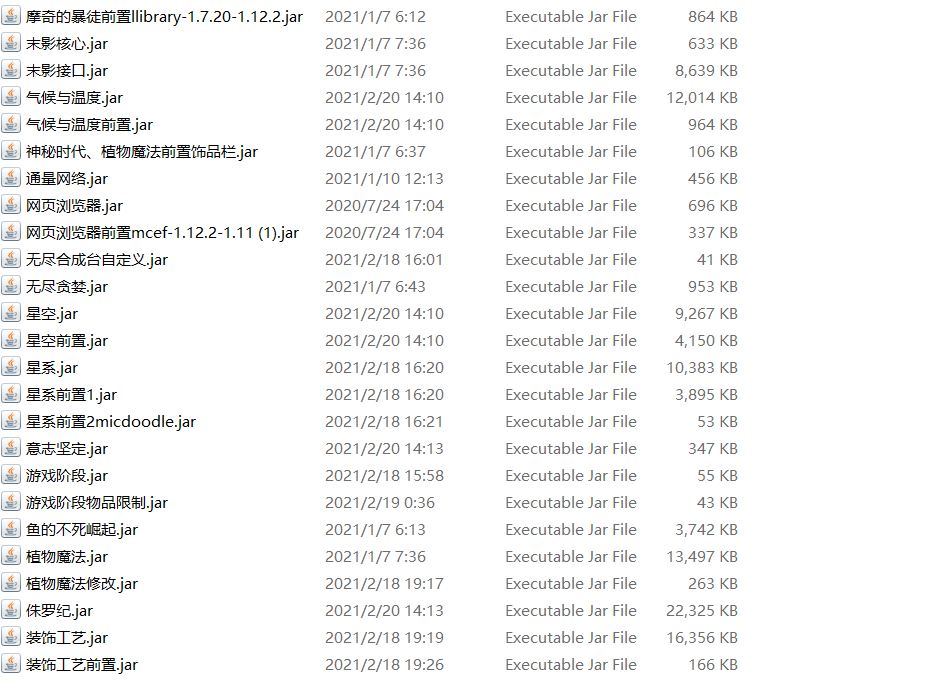 摩奇的暴徒前置llibrary-1.7.20-1.12.2.jar 2021/1/7 6:12 Executable Jar File 864 KB
末影核心.jar 2021/1/7 7:36 Executable Jar File 633 KB
末影接口.jar 2021/1/7 7:36 Executable Jar File 8,639 KB
气候与温度.jar 2021/2/20 14:10 Executable Jar File 12,014 KB
气候与温度前置.jar 2021/2/20 14:10 Executable Jar File 964 KB
神秘时代、植物魔法前置饰品栏.jar 2021/1/7 6:37 Executable Jar File 106 KB
通量网络.jar 2021/1/10 12:13 Executable Jar File 456 KB
网页浏览器.jar 2020/7/24 17:04 Executable Jar File 696 KB
网页浏览器前置mcef-1.12.2-1.11 (1).jar 2020/7/24 17:04 Executable Jar File 337 KB
无尽合成台自定义.jar 2021/2/18 16:01 Executable Jar File 41 KB
无尽贪婪.jar 2021/1/7 6:43 Executable Jar File 953 KB
星空.jar 2021/2/20 14:10 Executable Jar File 9,267 KB
星空前置.jar 2021/2/20 14:10 Executable Jar File 4,150 KB
星系.jar 2021/2/18 16:20 Executable Jar File 10,383 KB
星系前置1.jar 2021/2/18 16:20 Executable Jar File 3,895 KB
星系前置2micdoodle.jar 2021/2/18 16:21 Executable Jar File 53 KB
意志坚定.jar 2021/2/20 14:13 Executable Jar File 347 KB
游戏阶段.jar 2021/2/18 15:58 Executable Jar File 55 KB
游戏阶段物品限制.jar 2021/2/19 0:36 Executable Jar File 43 KB
鱼的不死崛起.jar 2021/1/7 6:13 Executable Jar File 3,742 KB
植物魔法.jar 2021/1/7 7:36 Executable Jar File 13,497 KB
植物魔法修改.jar 2021/2/18 19:17 Executable Jar File 263 KB
侏罗纪.jar 2021/2/20 14:13 Executable Jar File 22,325 KB
装饰工艺.jar 2021/2/18 19:19 Executable Jar File 16,356 KB
装饰工艺前置.jar 2021/2/18 19:26 Executable Jar File 166 KB